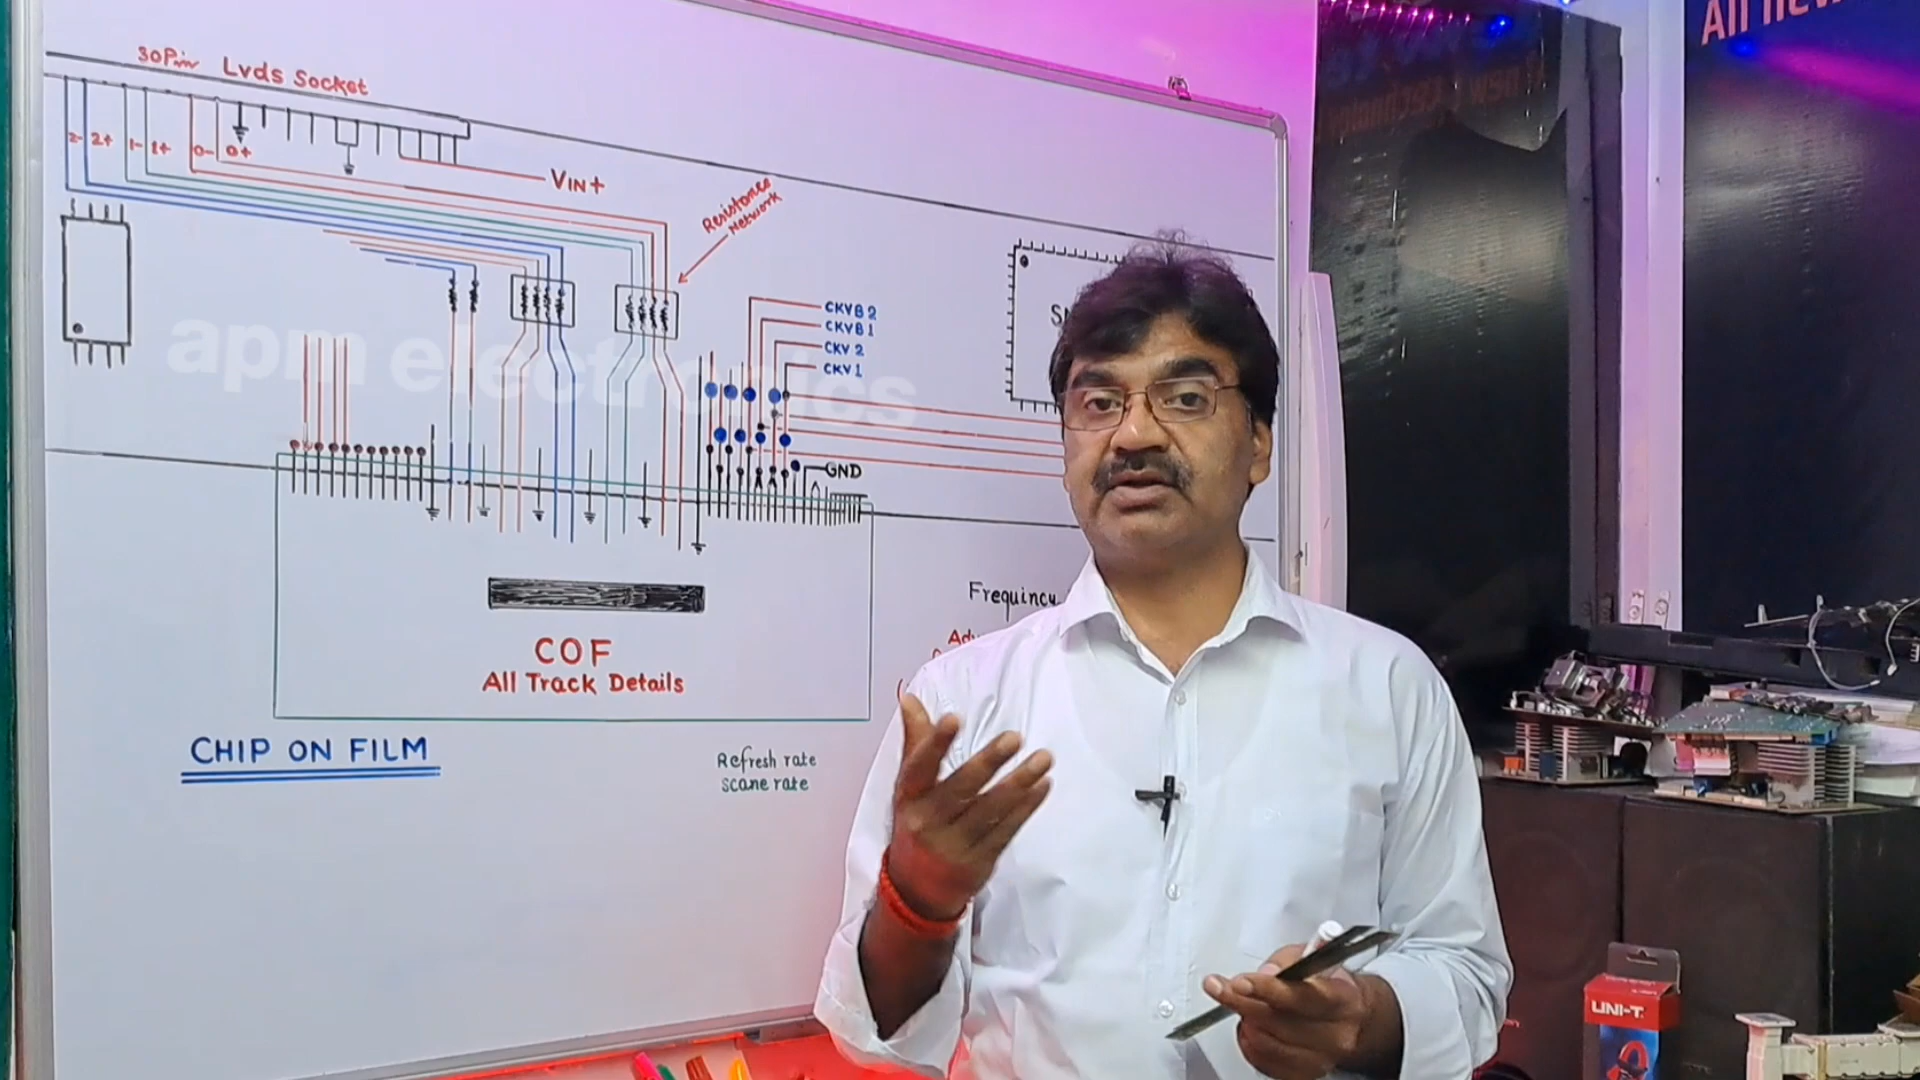 30Pin Lvds Socket
2- 2+ 1- 1+ 0- 0+
VIN+
Resistance
Network
CKVB2
CKVB1
CKV2
CKV1
apm electronics
GND
COF
All Track Details
CHIP ON FILM
Refresh rate
scane rate
Frequincy
UNI-T